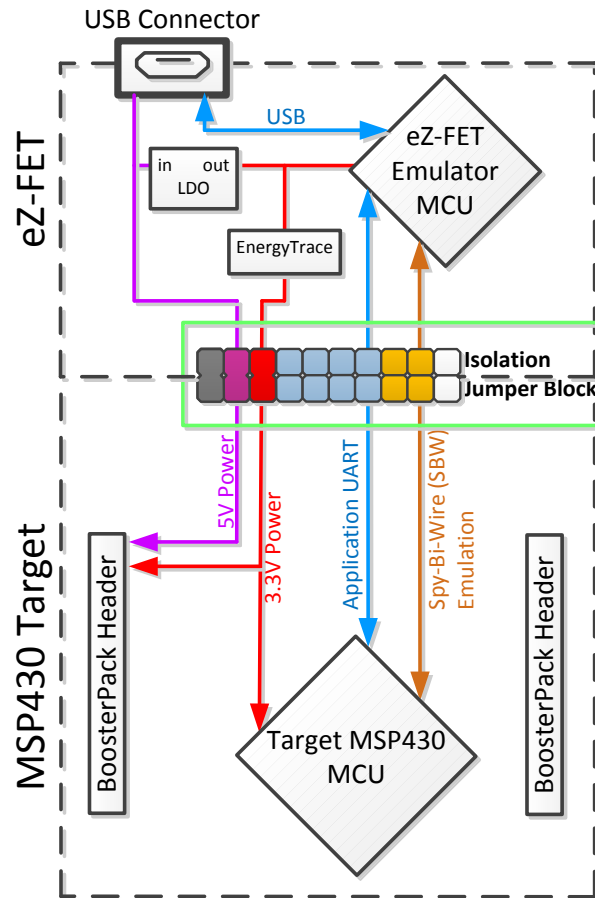 USB Connector
eZ-FET
USB
in out
LDO
eZ-FET
Emulator
MCU
EnergyTrace
Isolation
Jumper Block
MSP430 Target
5V Power
3.3V Power
Application UART
Spy-Bi-Wire (SBW)
Emulation
BoosterPack Header
BoosterPack Header
Target MSP430
MCU